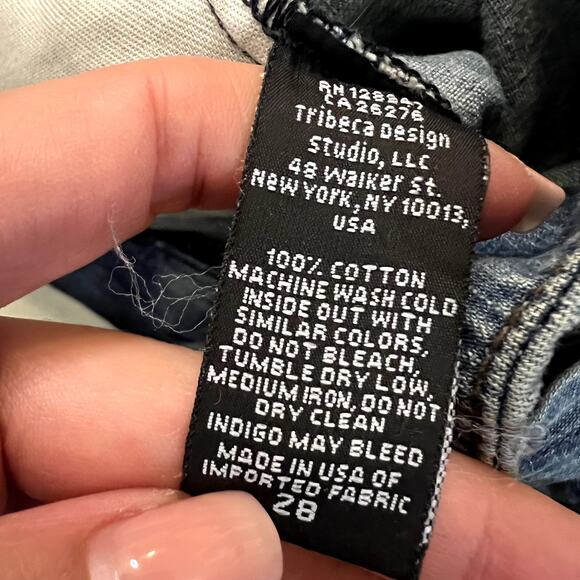 CA 26276
Tribeca Design
Studio, LLC
48 Walker St.
New York, NY 10013,
USA
100% COTTON
MACHINE WASH COLD
INSIDE OUT WITH
SIMILAR COLORS,
DO NOT BLEACH,
TUMBLE DRY LOW,
MEDIUM IRON, DO NOT
DRY CLEAN
INDIGO MAY BLEED
MADE IN USA OF
IMPORTED FABRIC
28